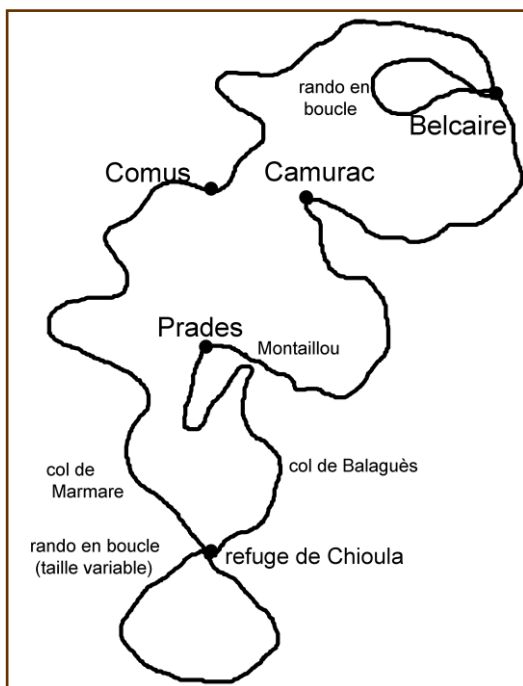 rando en
boucle
Belcaire
Comus
Camurac
Prades
Montaillou
col de
Marmare
col de Balaguès
rando en boucle
(taille variable)
refuge de Chioula